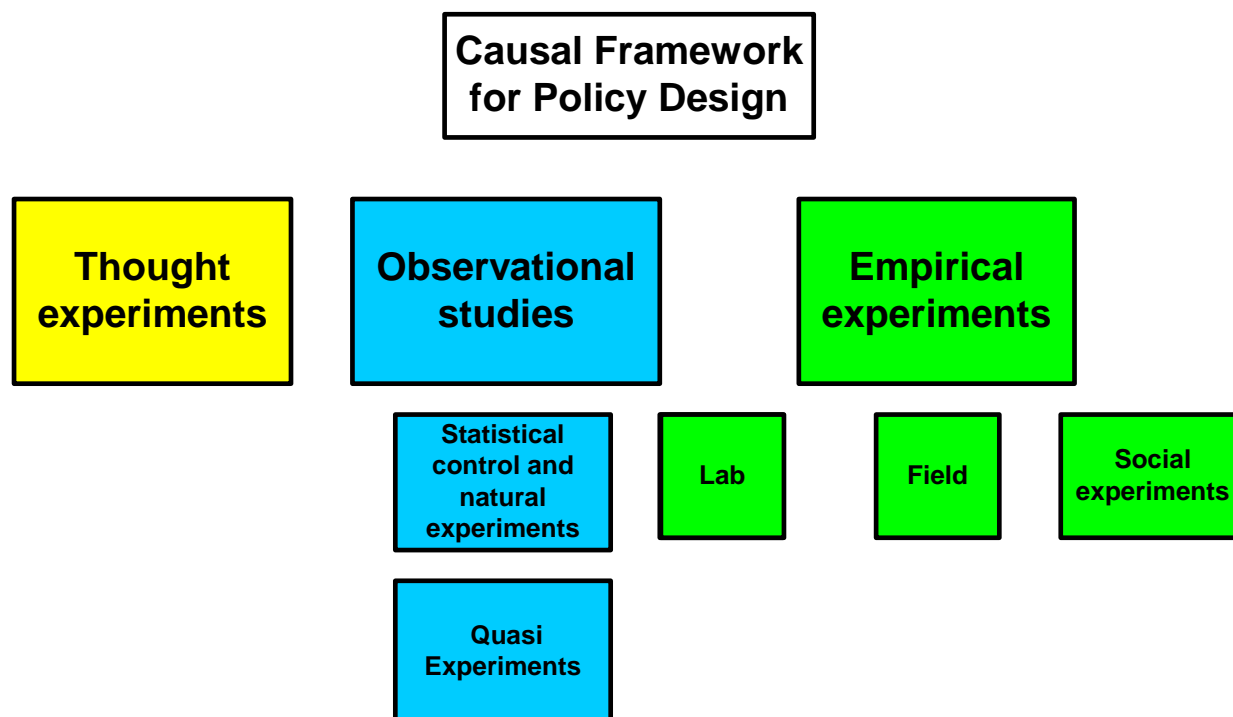 Causal Framework
for Policy Design
Thought
experiments
Observational
studies
Empirical
experiments
Statistical
control and
natural
experiments
Lab
Field
Social
experiments
Quasi
Experiments